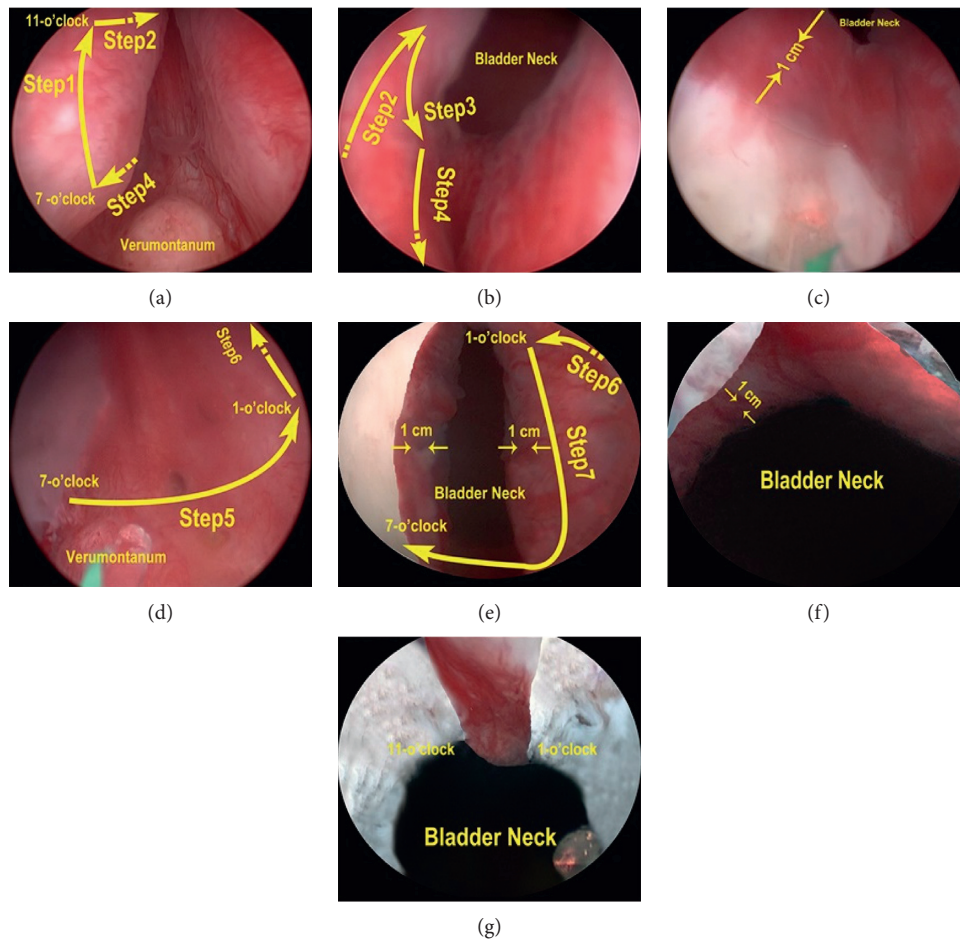 11-o'clock
Step2
Step1
7 -o'clock
Step4
Verumontanum
(a)
Bladder Neck
Step2
Step3
Step4
(b)
Bladder Neck
1 cm
(c)
Step6
1-o'clock
7-o'clock
Step5
Verumontanum
(d)
1-o'clock
Step6
1 cm
1 cm
Step7
Bladder Neck
7-o'clock
(e)
1 cm
Bladder Neck
(f)
11-o'clock
1-o'clock
Bladder Neck
(g)